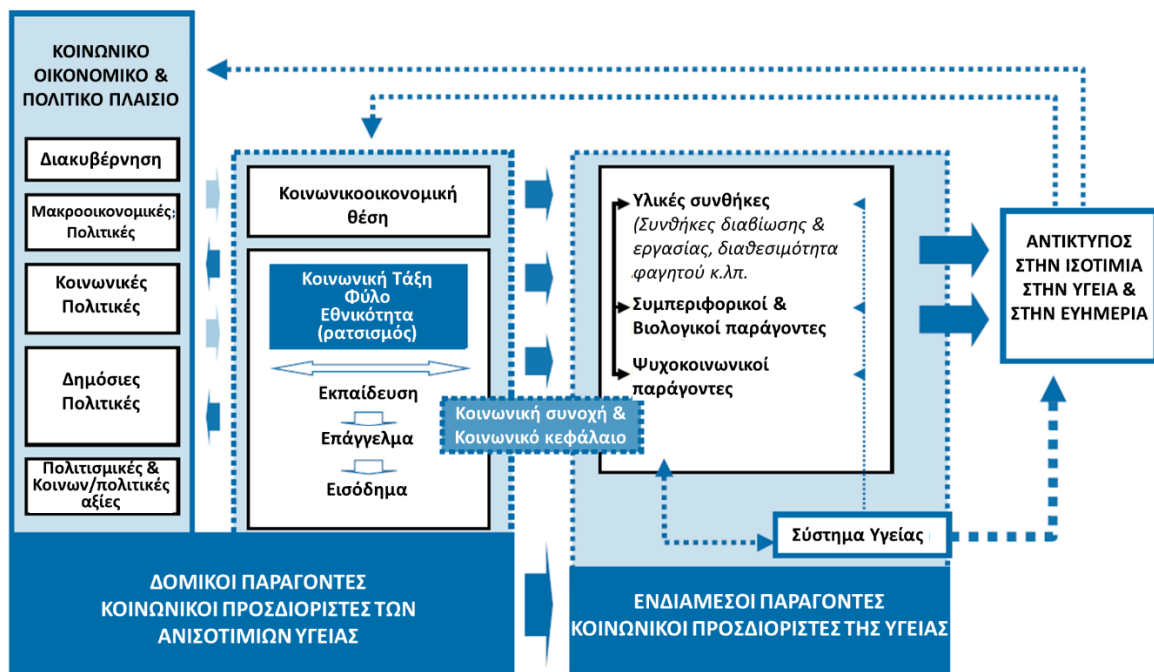 ΚΟΙΝΩΝΙΚΟ
ΟΙΚΟΝΟΜΙΚΟ &
ΠΟΛΙΤΙΚΟ ΠΛΑΙΣΙΟ
Διακυβέρνηση
Μακροοικονομικές;
Πολιτικές
Κοινωνικές
Πολιτικές
Δημόσιες
Πολιτικές
Πολιτισμικές &
Κοινων/πολιτικές
αξίες
Κοινωνικοοικονομική
θέση
Κοινωνική Τάξη
Φύλο
Εθνικότητα
(ρατσισμός)
Εκπαίδευση
Επάγγελμα
Εισόδημα
Κοινωνική συνοχή &
Κοινωνικό κεφάλαιο
Υλικές συνθήκες
(Συνθήκες διαβίωσης &
εργασίας, διαθεσιμότητα
φαγητού κ.λπ.
Συμπεριφορικοί &
Βιολογικοί παράγοντες
Ψυχοκοινωνικοί
παράγοντες
Σύστημα Υγείας
ΑΝΤΙΚΤΥΠΟΣ
ΣΤΗΝ ΙΣΟΤΙΜΙΑ
ΣΤΗΝ ΥΓΕΙΑ &
ΣΤΗΝ ΕΥΗΜΕΡΙΑ
ΔΟΜΙΚΟΙ ΠΑΡΑΓΟΝΤΕΣ
ΚΟΙΝΩΝΙΚΟΙ ΠΡΟΣΔΙΟΡΙΣΤΕΣ ΤΩΝ
ΑΝΙΣΟΤΙΜΙΩΝ ΥΓΕΙΑΣ
ΕΝΔΙΑΜΕΣΟΙ ΠΑΡΑΓΟΝΤΕΣ
ΚΟΙΝΩΝΙΚΟΙ ΠΡΟΣΔΙΟΡΙΣΤΕΣ ΤΗΣ ΥΓΕΙΑΣ